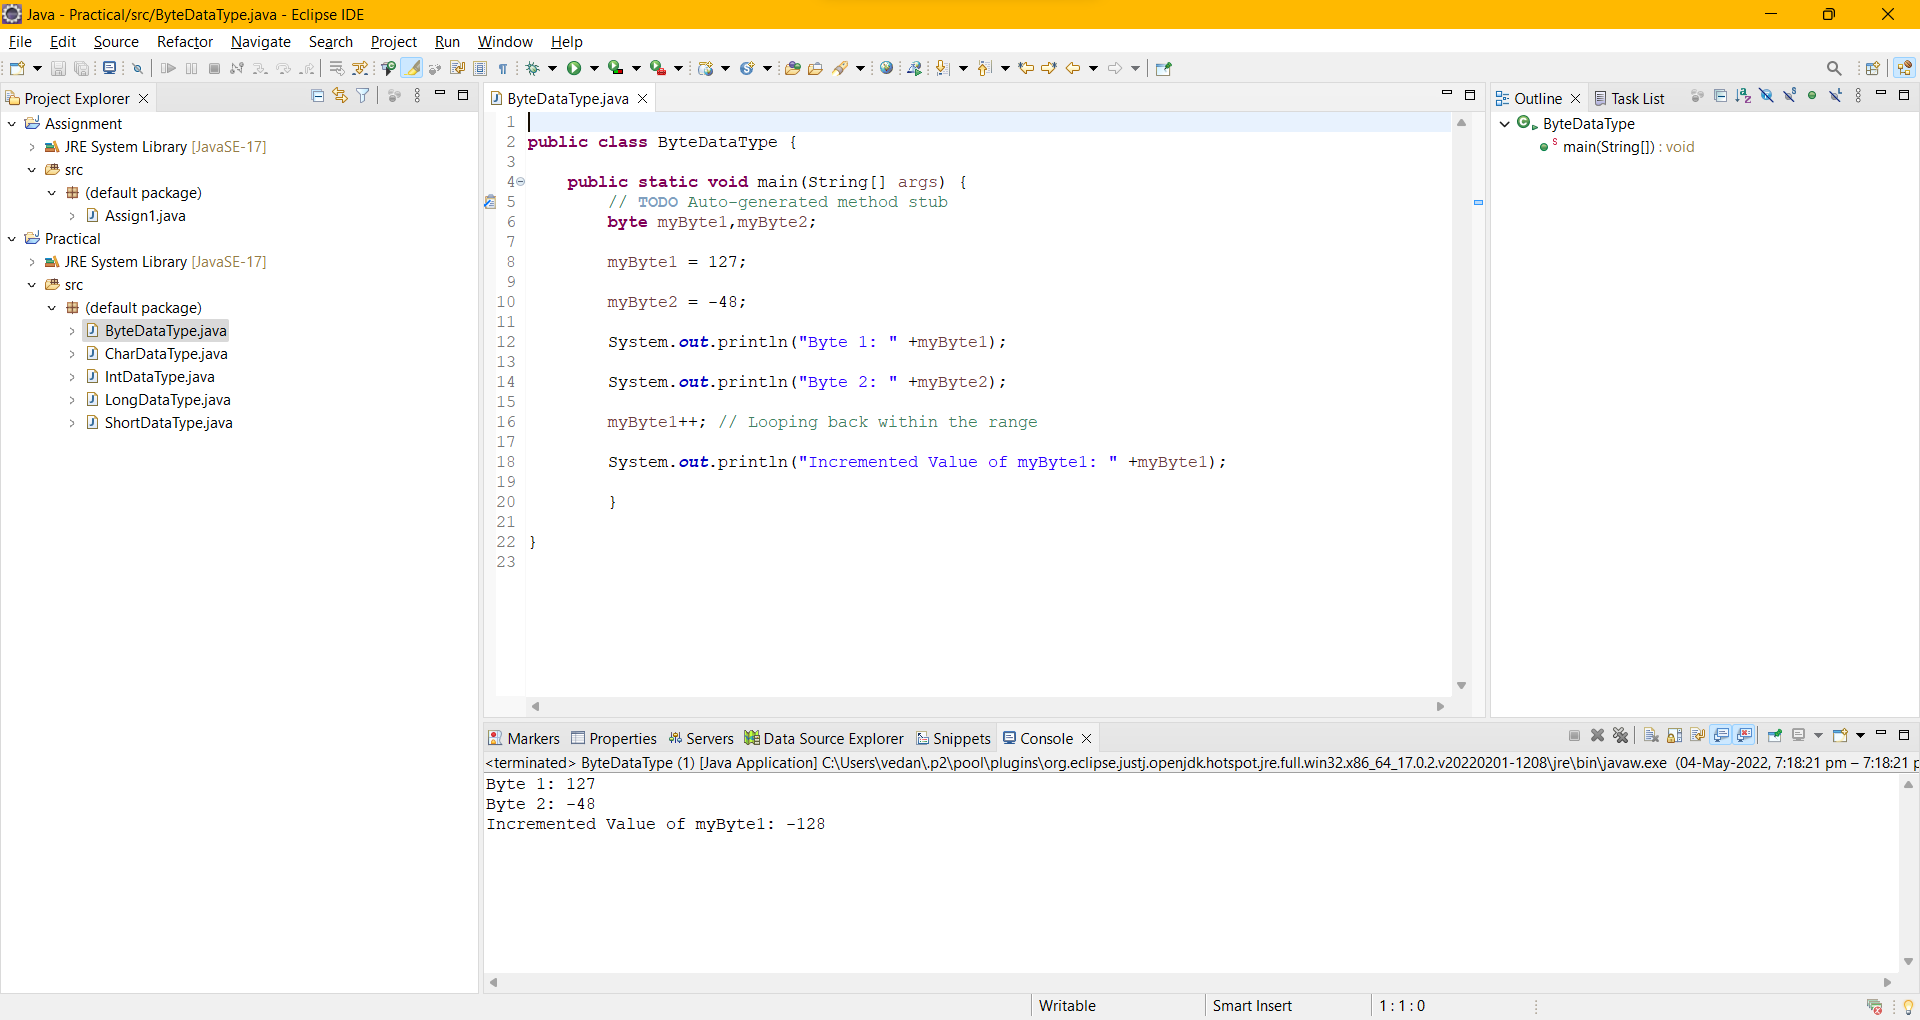 Java - Practical/src/ByteDataType.java - Eclipse IDE
File Edit Source Refactor Navigate Search Project Run Window Help
Project Explorer
Assignment
JRE System Library [JavaSE-17]
src
(default package)
Assign1.java
Practical
JRE System Library [JavaSE-17]
src
(default package)
ByteDataType.java
CharDataType.java
IntDataType.java
LongDataType.java
ShortDataType.java
ByteDataType.java
1
2 public class ByteDataType {
3
4 public static void main(String[] args) {
5 // TODO Auto-generated method stub
6 byte myByte1,myByte2;
7
8 myByte1 = 127;
9
10 myByte2 = -48;
11
12 System.out.println("Byte 1: " +myByte1);
13
14 System.out.println("Byte 2: " +myByte2);
15
16 myByte1++; // Looping back within the range
17
18 System.out.println("Incremented Value of myByte1: " +myByte1);
19
20 }
21
22 }
23
Outline Task List
ByteDataType
main(String[]) : void
Markers Properties Servers Data Source Explorer Snippets Console
<terminated> ByteDataType (1) [Java Application] C:\Users\vedan\.p2\pool\plugins\org.eclipse.justj.openjdk.hotspot.jre.full.win32.x86_64_17.0.2.v20220201-1208\jre\bin\javaw.exe (04-May-2022, 7:18:21 pm – 7:18:21 p
Byte 1: 127
Byte 2: -48
Incremented Value of myByte1: -128
Writable Smart Insert 1 : 1 : 0